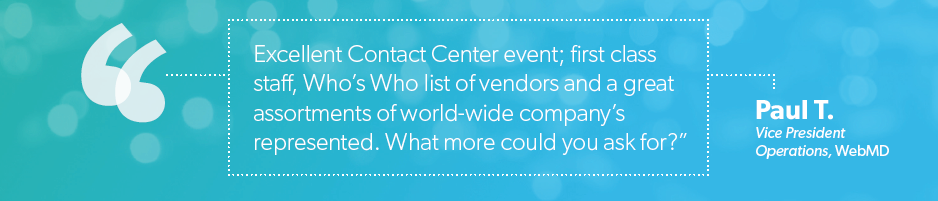 “
Excellent Contact Center event; first class
staff, Who’s Who list of vendors and a great
assortments of world-wide company’s
represented. What more could you ask for?”
Paul T.
Vice President
Operations, WebMD